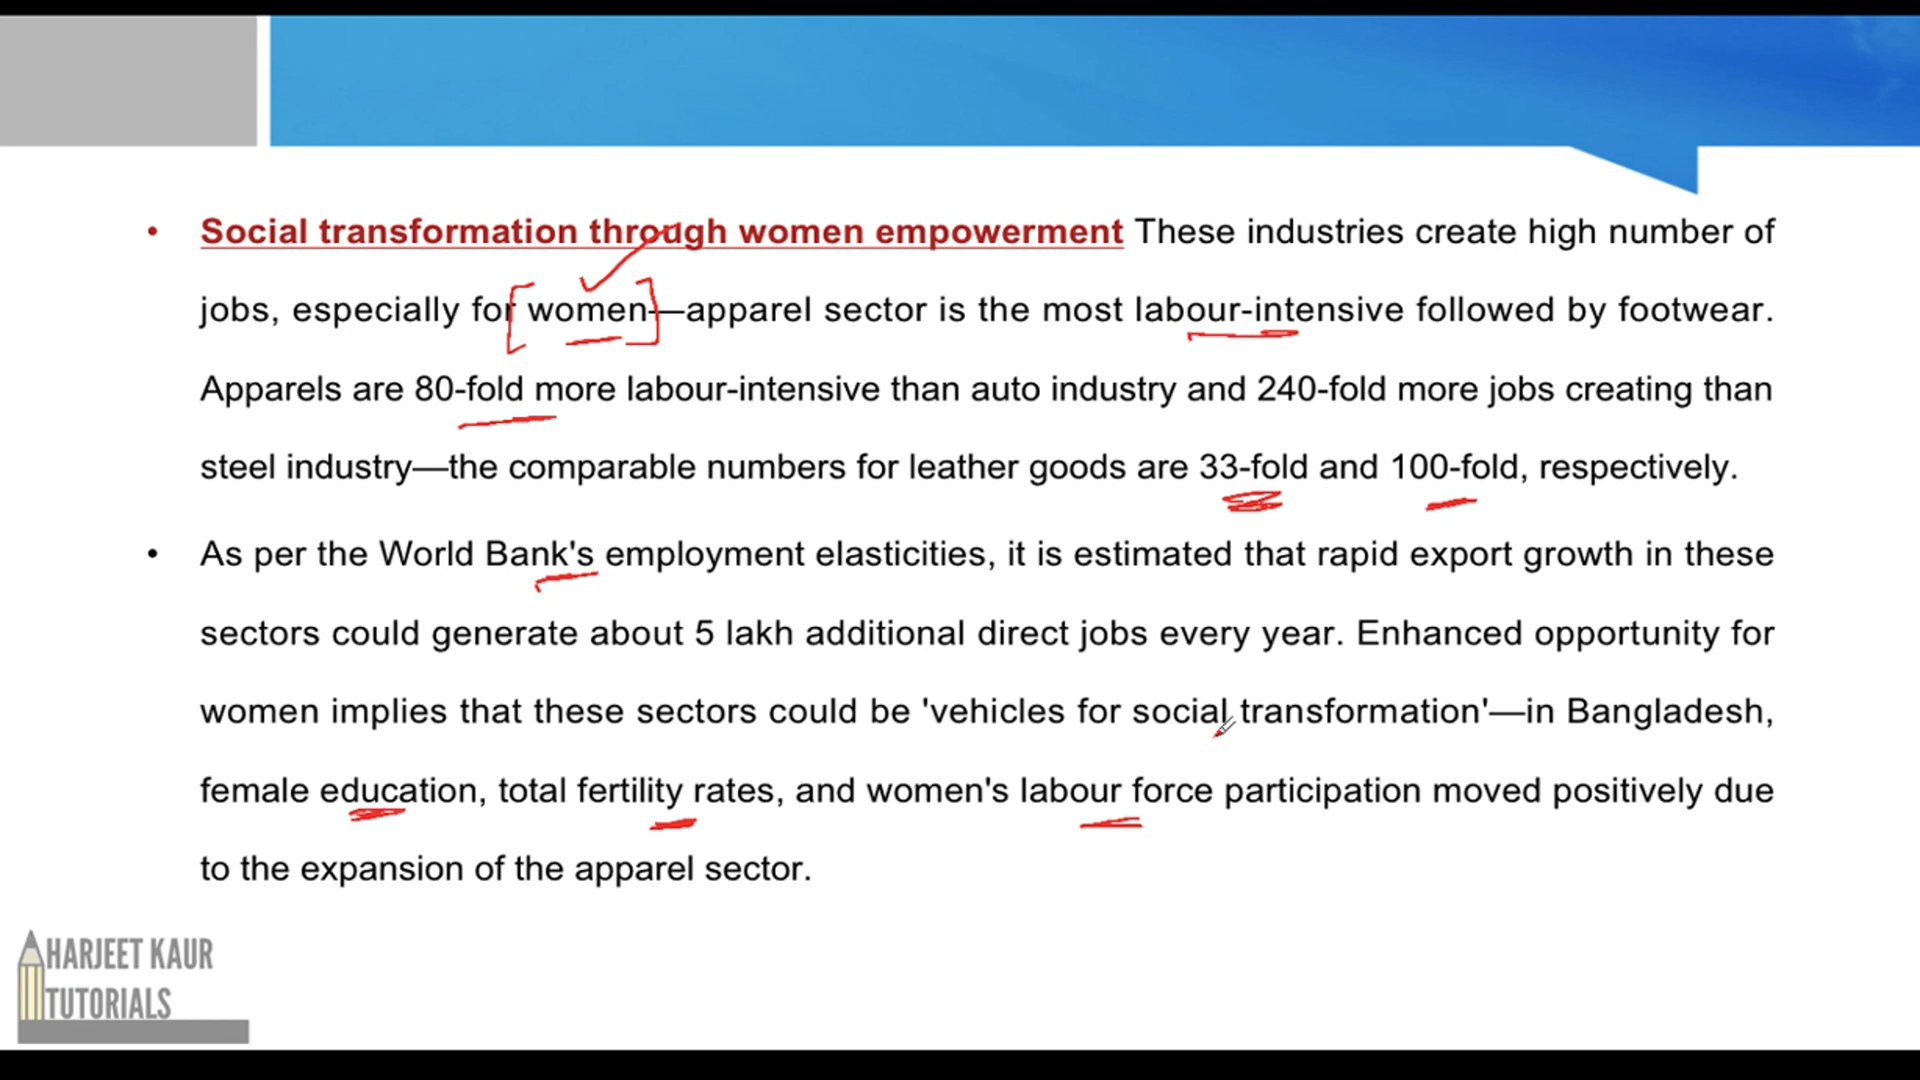 • Social transformation through women empowerment These industries create high number of
jobs, especially for women—apparel sector is the most labour-intensive followed by footwear.
Apparels are 80-fold more labour-intensive than auto industry and 240-fold more jobs creating than
steel industry—the comparable numbers for leather goods are 33-fold and 100-fold, respectively.
• As per the World Bank's employment elasticities, it is estimated that rapid export growth in these
sectors could generate about 5 lakh additional direct jobs every year. Enhanced opportunity for
women implies that these sectors could be 'vehicles for social transformation'—in Bangladesh,
female education, total fertility rates, and women's labour force participation moved positively due
to the expansion of the apparel sector.
HARJEET KAUR
TUTORIALS